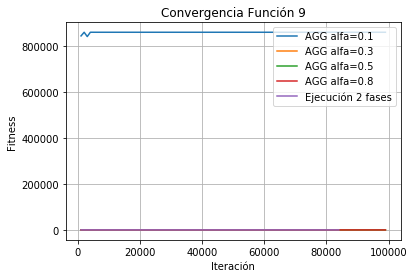 Convergencia Función 9
AGG alfa=0.1
AGG alfa=0.3
AGG alfa=0.5
AGG alfa=0.8
Ejecución 2 fases
800000
600000
400000
200000
0
Fitness
0 20000 40000 60000 80000 100000
Iteración